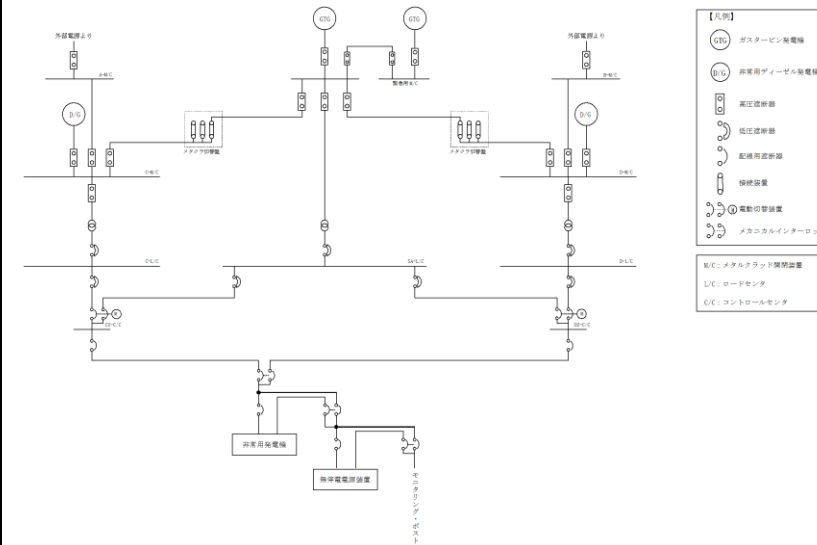 GTG
GTG
外部電源より
外部電源より
A-M/C
緊急用M/C
B-M/C
D/G
D/G
メタクラ切替盤
メタクラ切替盤
C-M/C
D-M/C
C-L/C
SA-L/C
D-L/C
M
M
C2-C/C
D2-C/C
非常用発電機
無停電電源装置
モニタリング・ポスト
【凡例】
GTG ガスタービン発電機
D/G 非常用ディーゼル発電機
高圧遮断器
低圧遮断器
配線用遮断器
接続装置
M 電動切替装置
メカニカルインターロッ
M/C：メタルクラッド開閉装置
L/C：ロードセンタ
C/C：コントロールセンタ